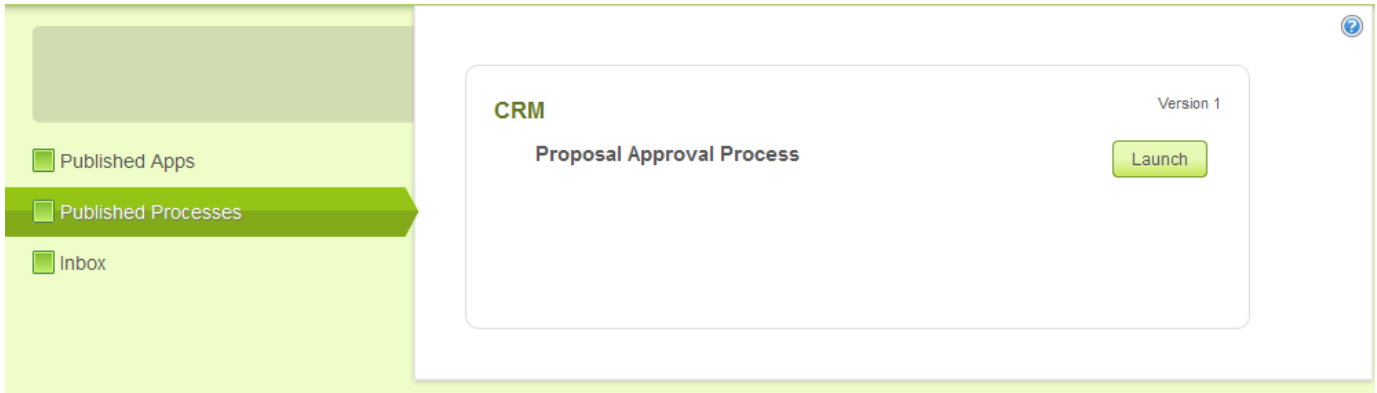 Published Apps
Published Processes
Inbox
CRM
Version 1
Proposal Approval Process
Launch
?